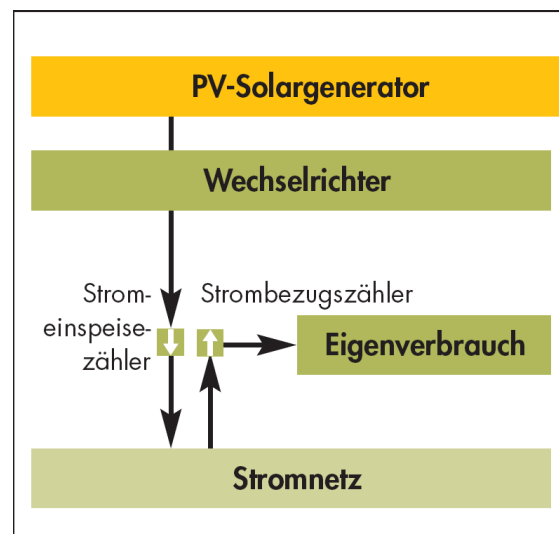 PV-Solargenerator
Wechselrichter
Strom-
einspeise-
zähler
Strombezugszähler
Eigenverbrauch
Stromnetz